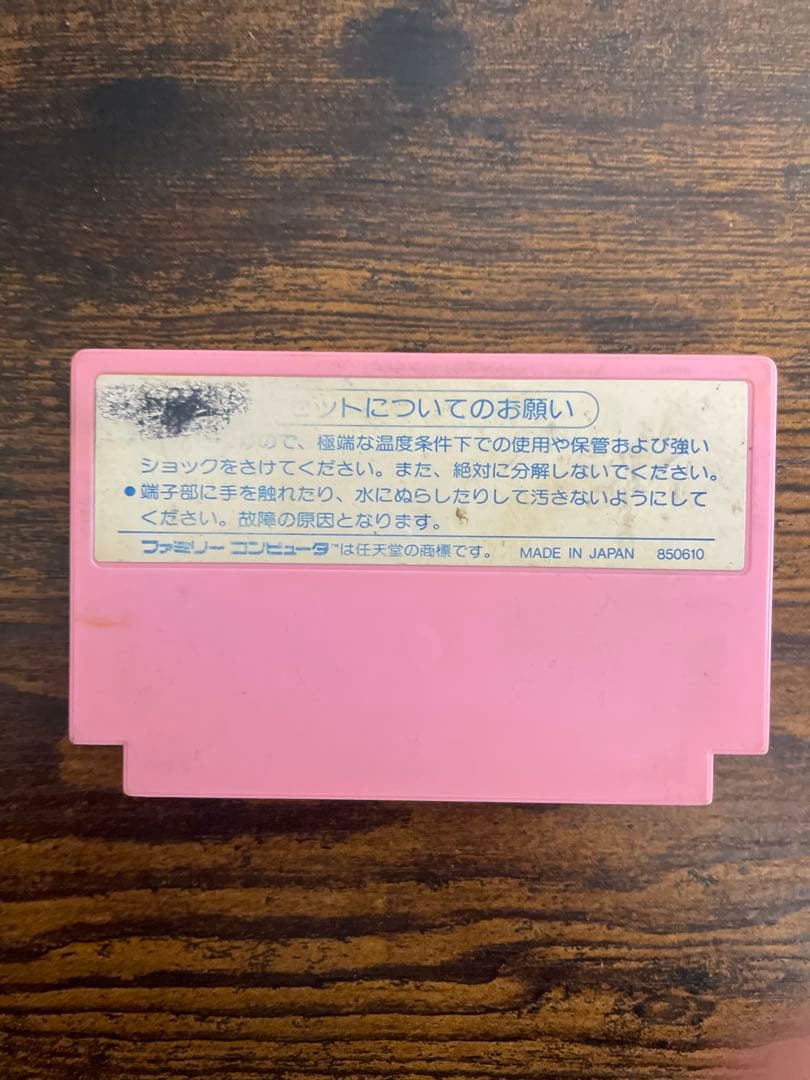 セットについてのお願い
ので、極端な温度条件下での使用や保管および強い
ショックをさけてください。また、絶対に分解しないでください。
●端子部に手を触れたり、水にぬらしたりして汚さないようにして
ください。故障の原因となります。
ファミリーコンピュータ™は任天堂の商標です。 MADE IN JAPAN 850610